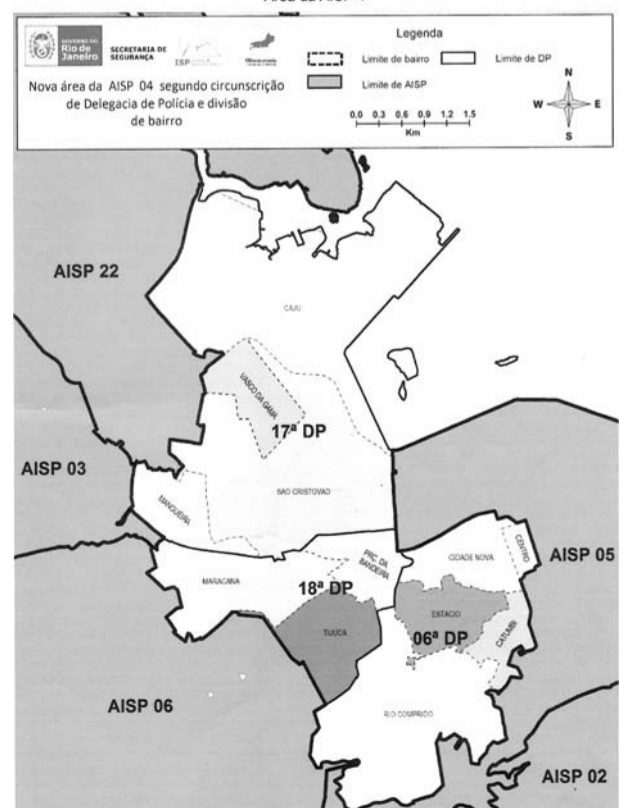 Área da AISP
GOVERNO DO
Rio de
Janeiro
SECRETARIA DE
SEGURANÇA
ISP
Nova área da AISP 04 segundo circunscrição
de Delegacia de Polícia e divisão
de bairro
Legenda
Limite de bairro
Limite de DP
Limite de AISP
0.0 0.3 0.6 0.9 1.2 1.5
Km
N
W E
S
AISP 22
CAJU
VASCO DA GAMA
17ª DP
AISP 03
SAO CRISTOVAO
MANGUEIRA
PRC. DA
BANDEIRA
CIDADE NOVA
CENTRO
AISP 05
MARACANA
18ª DP
ESTACIO
TIJUCA
06ª DP
CATUMBI
AISP 06
RIO COMPRIDO
AISP 02